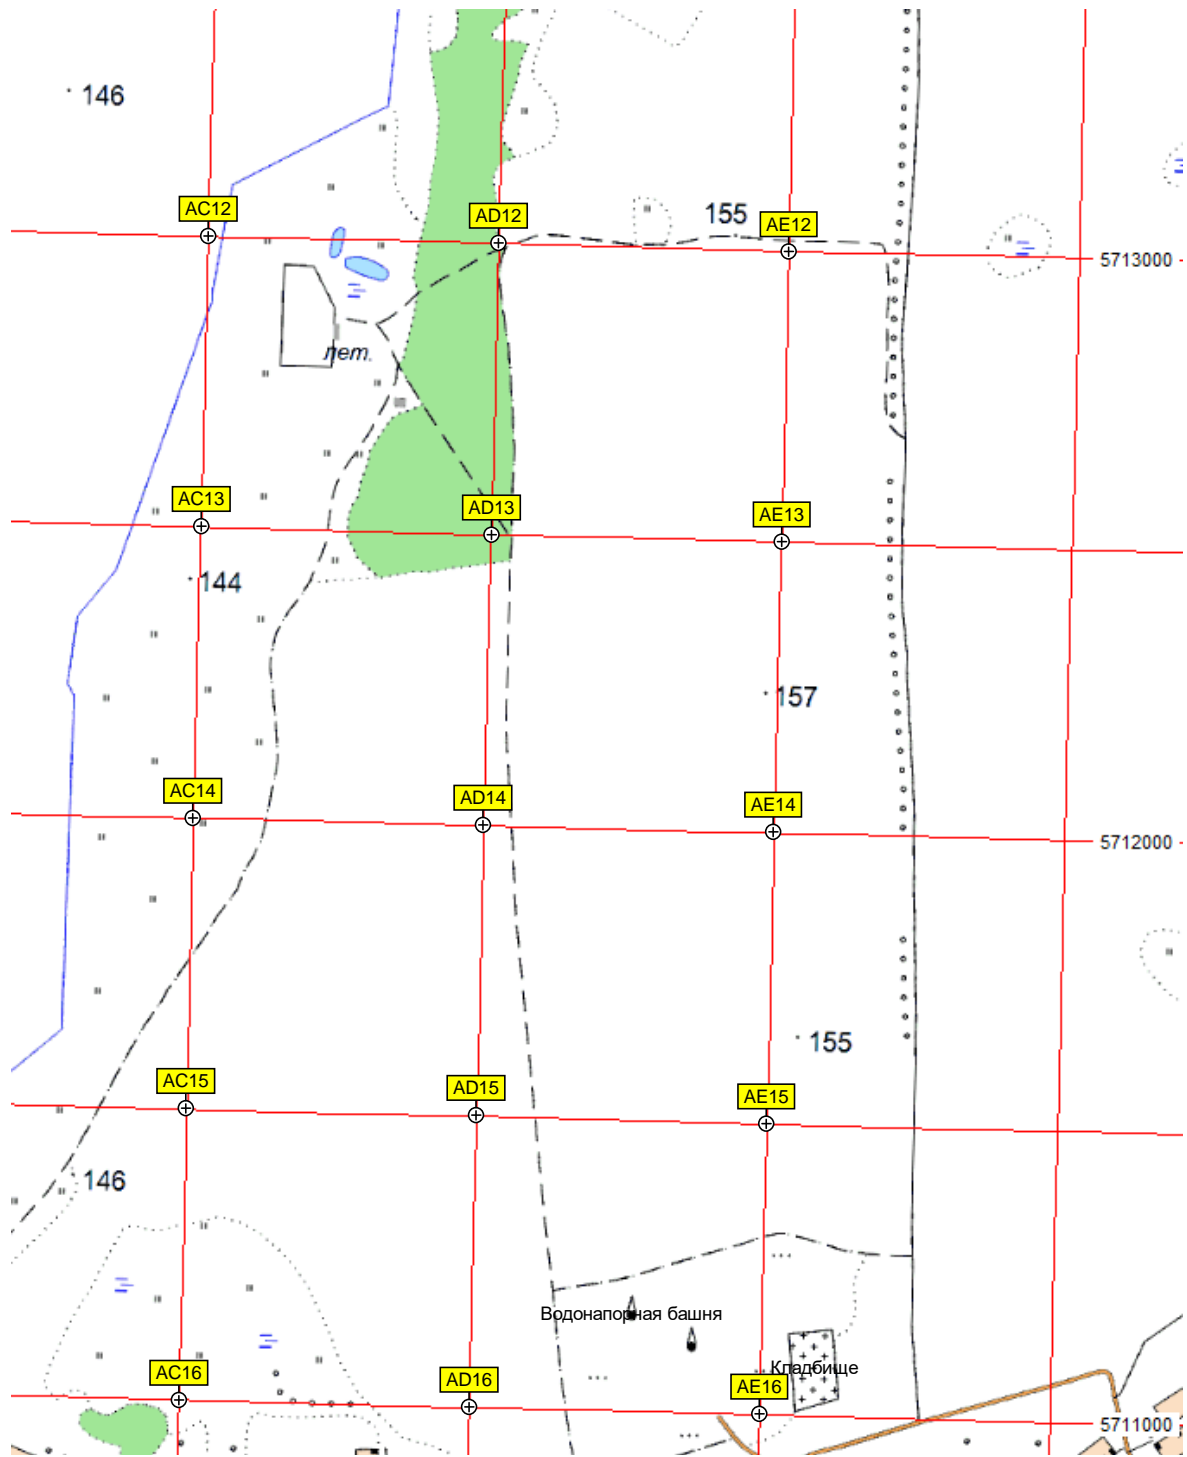 146
AC12
AD12
155
AE12
5713000
лет.
AC13
AD13
AE13
144
157
AC14
AD14
AE14
5712000
155
AC15
AD15
AE15
146
Водонапорная башня
Кладбище
AC16
AD16
AE16
5711000